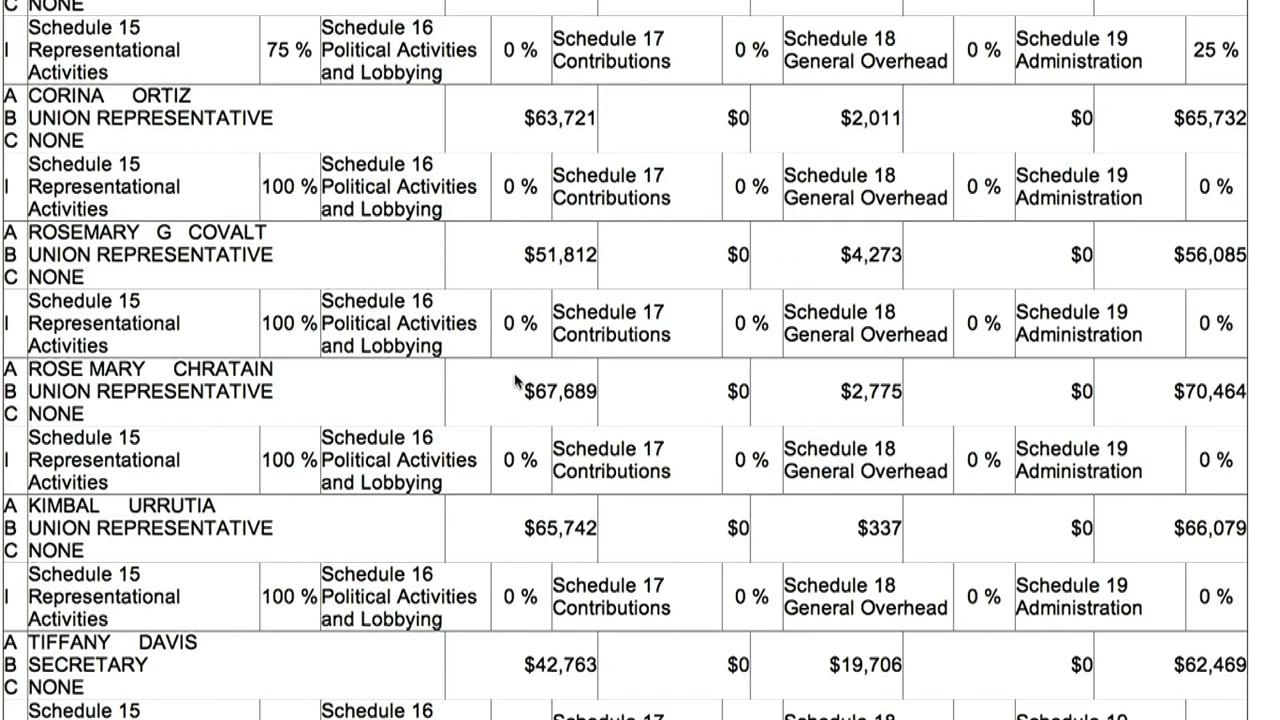 C NONE
I Schedule 15 Representational Activities 75 % Schedule 16 Political Activities and Lobbying 0 % Schedule 17 Contributions 0 % Schedule 18 General Overhead 0 % Schedule 19 Administration 25 %
A CORINA ORTIZ
B UNION REPRESENTATIVE $63,721 $0 $2,011 $0 $65,732
C NONE
I Schedule 15 Representational Activities 100 % Schedule 16 Political Activities and Lobbying 0 % Schedule 17 Contributions 0 % Schedule 18 General Overhead 0 % Schedule 19 Administration 0 %
A ROSEMARY G COVALT
B UNION REPRESENTATIVE $51,812 $0 $4,273 $0 $56,085
C NONE
I Schedule 15 Representational Activities 100 % Schedule 16 Political Activities and Lobbying 0 % Schedule 17 Contributions 0 % Schedule 18 General Overhead 0 % Schedule 19 Administration 0 %
A ROSE MARY CHRATAIN
B UNION REPRESENTATIVE $67,689 $0 $2,775 $0 $70,464
C NONE
I Schedule 15 Representational Activities 100 % Schedule 16 Political Activities and Lobbying 0 % Schedule 17 Contributions 0 % Schedule 18 General Overhead 0 % Schedule 19 Administration 0 %
A KIMBAL URRUTIA
B UNION REPRESENTATIVE $65,742 $0 $337 $0 $66,079
C NONE
I Schedule 15 Representational Activities 100 % Schedule 16 Political Activities and Lobbying 0 % Schedule 17 Contributions 0 % Schedule 18 General Overhead 0 % Schedule 19 Administration 0 %
A TIFFANY DAVIS
B SECRETARY $42,763 $0 $19,706 $0 $62,469
C NONE
Schedule 15 Schedule 16 Schedule 17 Schedule 18 Schedule 19